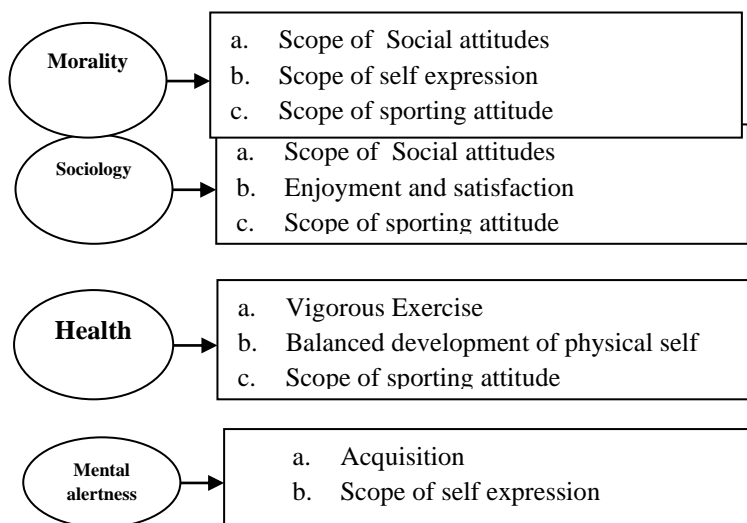 Morality
a. Scope of Social attitudes
b. Scope of self expression
c. Scope of sporting attitude
Sociology
a. Scope of Social attitudes
b. Enjoyment and satisfaction
c. Scope of sporting attitude
Health
a. Vigorous Exercise
b. Balanced development of physical self
c. Scope of sporting attitude
Mental
alertness
a. Acquisition
b. Scope of self expression